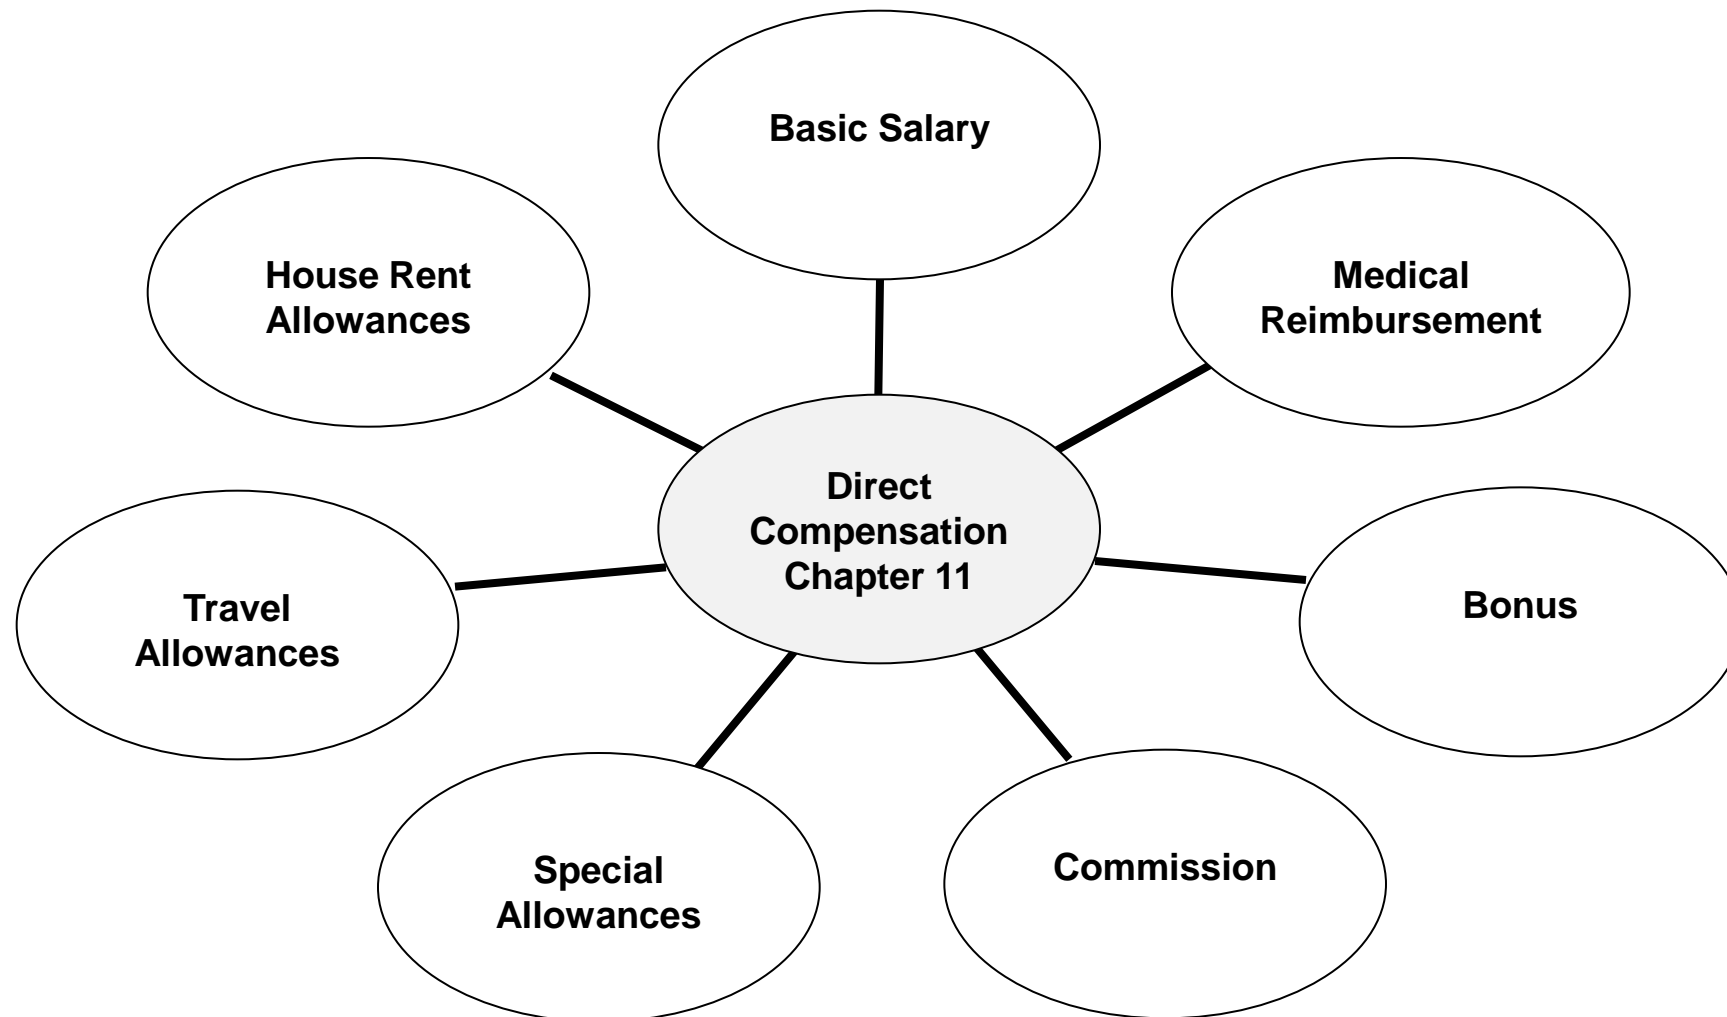 Basic Salary
House Rent
Allowances
Medical
Reimbursement
Direct
Compensation
Chapter 11
Travel
Allowances
Bonus
Special
Allowances
Commission